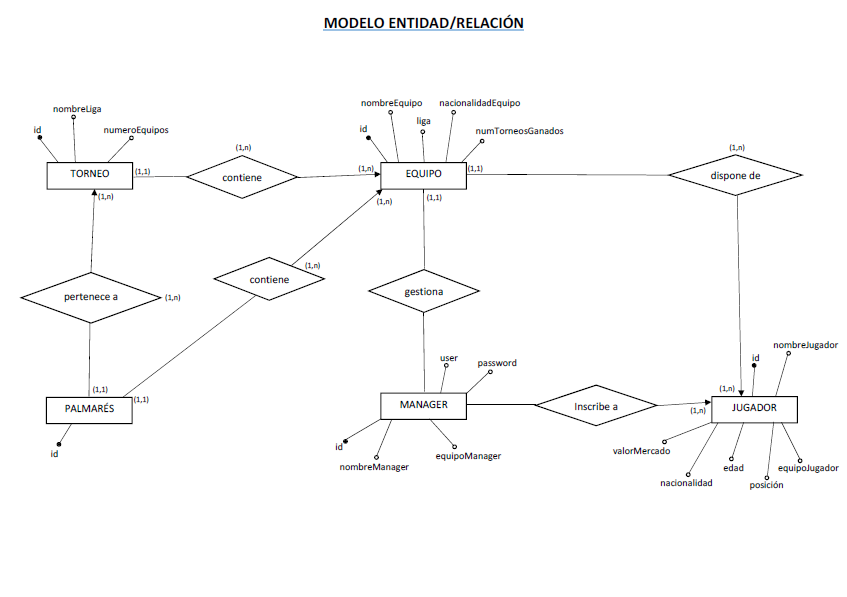 MODELO ENTIDAD/RELACIÓN
nombreLiga
id
numeroEquipos
TORNEO
(1,1)
(1,n)
contiene
(1,n)
nombreEquipo
nacionalidadEquipo
liga
id
numTorneosGanados
EQUIPO
(1,1)
(1,n)
dispone de
(1,n)
(1,n)
(1,1)
(1,n)
contiene
pertenece a
(1,n)
gestiona
(1,1)
(1,1)
PALMARÉS
id
user
password
MANAGER
id
nombreManager
equipoManager
Inscribe a
(1,n)
(1,n)
id
nombreJugador
JUGADOR
valorMercado
nacionalidad
edad
posición
equipoJugador